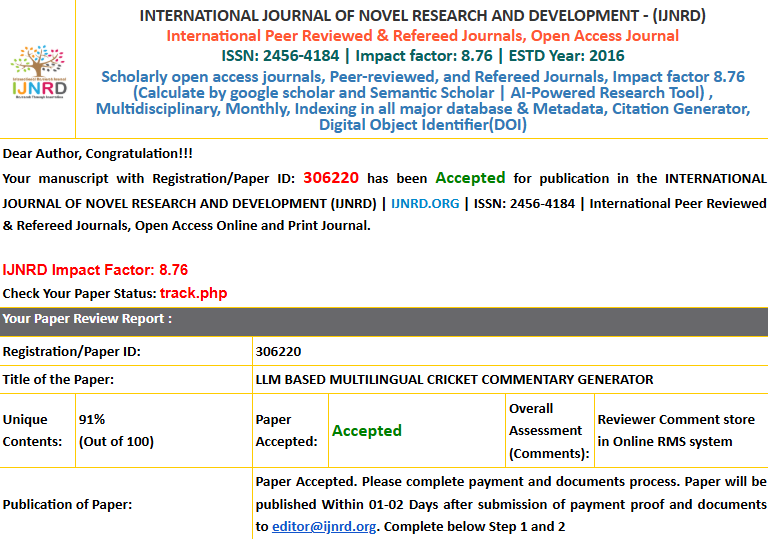 INTERNATIONAL JOURNAL OF NOVEL RESEARCH AND DEVELOPMENT - (IJNRD)
International Peer Reviewed & Refereed Journals, Open Access Journal
ISSN: 2456-4184 | Impact factor: 8.76 | ESTD Year: 2016
Scholarly open access journals, Peer-reviewed, and Refereed Journals, Impact factor 8.76
(Calculate by google scholar and Semantic Scholar | AI-Powered Research Tool) ,
Multidisciplinary, Monthly, Indexing in all major database & Metadata, Citation Generator,
Digital Object Identifier(DOI)
IJNRD
Dear Author, Congratulation!!!
Your manuscript with Registration/Paper ID: 306220 has been Accepted for publication in the INTERNATIONAL
JOURNAL OF NOVEL RESEARCH AND DEVELOPMENT (IJNRD) | IJNRD.ORG | ISSN: 2456-4184 | International Peer Reviewed
& Refereed Journals, Open Access Online and Print Journal.
IJNRD Impact Factor: 8.76
Check Your Paper Status: track.php
Your Paper Review Report :
Registration/Paper ID: 306220
Title of the Paper: LLM BASED MULTILINGUAL CRICKET COMMENTARY GENERATOR
Unique
Contents:
91%
(Out of 100)
Paper
Accepted:
Accepted
Overall
Assessment
(Comments):
Reviewer Comment store
in Online RMS system
Publication of Paper:
Paper Accepted. Please complete payment and documents process. Paper will be
published Within 01-02 Days after submission of payment proof and documents
to editor@ijnrd.org. Complete below Step 1 and 2